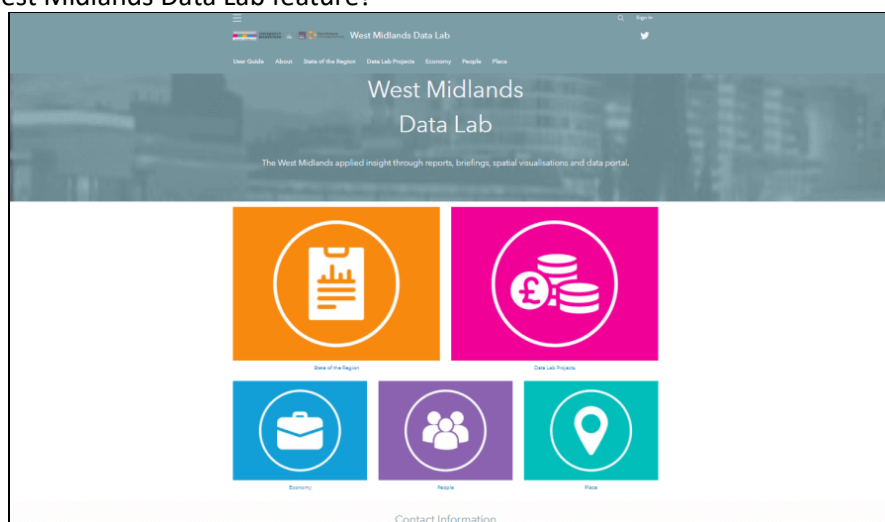 est Midlands Data Lab feature?
Sign In
West Midlands Data Lab
User Guide About State of the Region Data Lab Projects Economy People Place
West Midlands
Data Lab
The West Midlands applied insight through reports, briefings, spatial visualisations and data portal.
£
State of the Region Data Lab Projects
Economy People Place
Contact Information